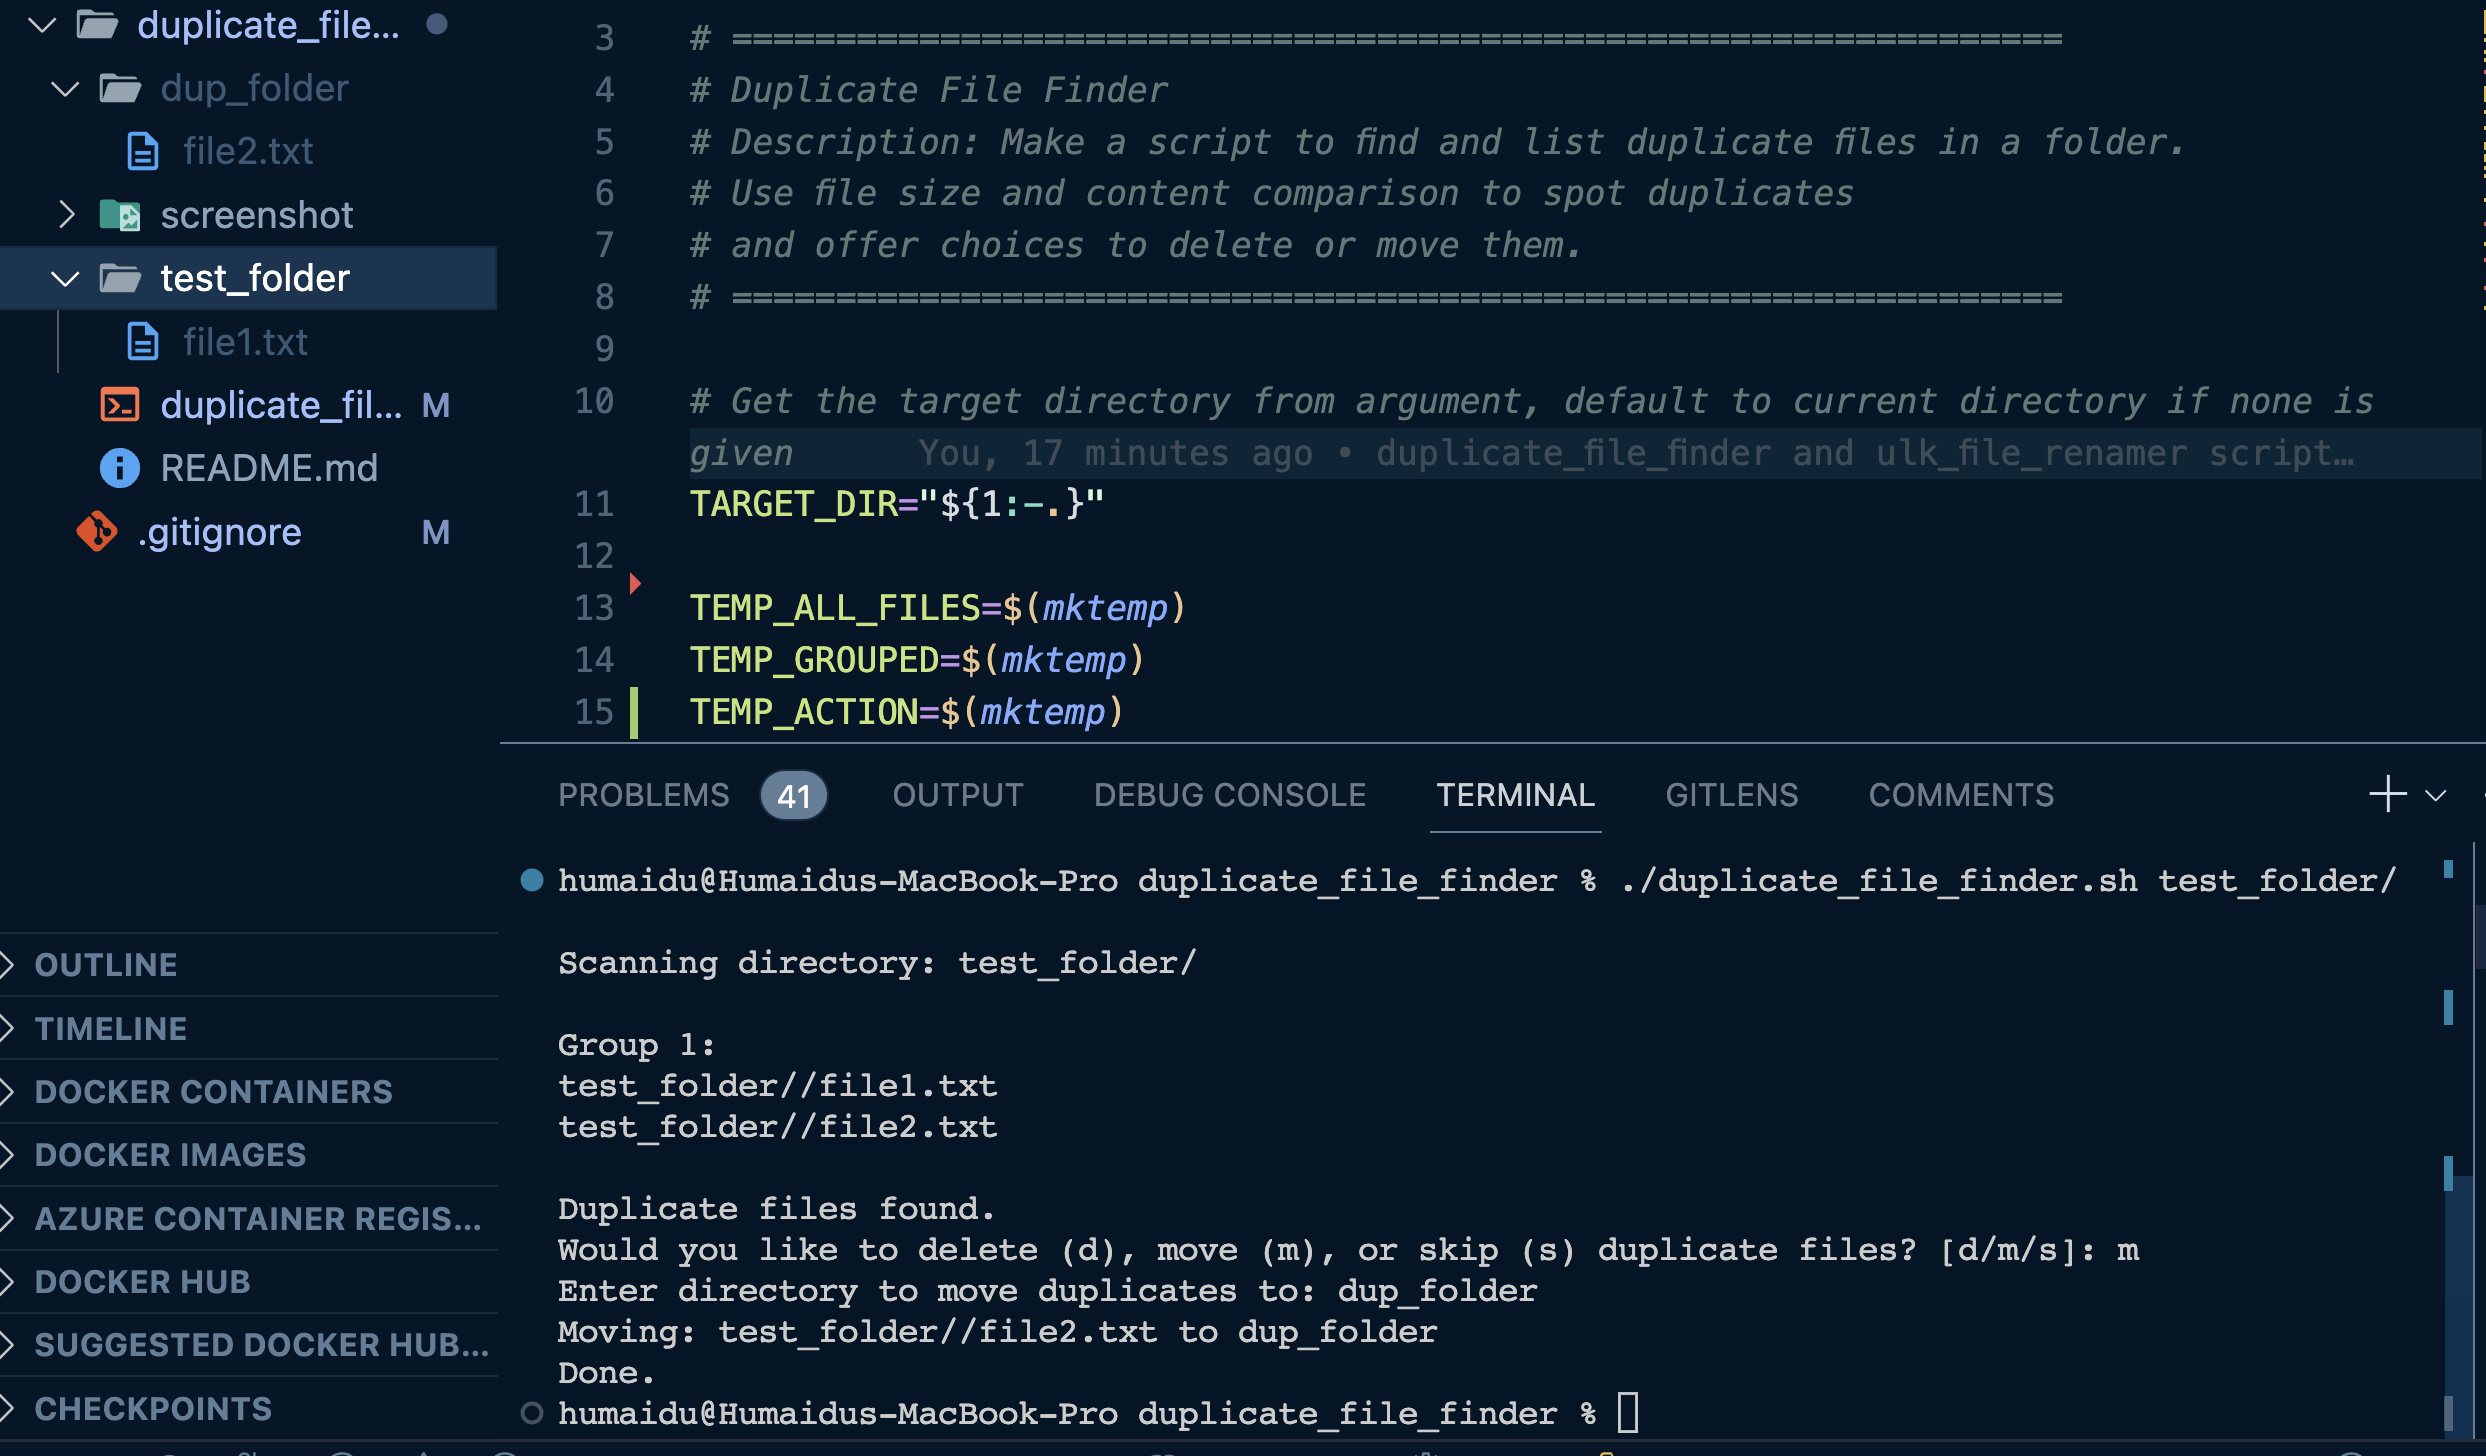 duplicate_file...
dup_folder
file2.txt
screenshot
test_folder
file1.txt
duplicate_fil... M
README.md
.gitignore M
OUTLINE
TIMELINE
DOCKER CONTAINERS
DOCKER IMAGES
AZURE CONTAINER REGIS...
DOCKER HUB
SUGGESTED DOCKER HUB...
CHECKPOINTS
3 # ================================================================
4 # Duplicate File Finder
5 # Description: Make a script to find and list duplicate files in a folder.
6 # Use file size and content comparison to spot duplicates
7 # and offer choices to delete or move them.
8 # ================================================================
9
10 # Get the target directory from argument, default to current directory if none is
given You, 17 minutes ago • duplicate_file_finder and ulk_file_renamer script…
11 TARGET_DIR="${1:-.}"
12
13 TEMP_ALL_FILES=$(mktemp)
14 TEMP_GROUPED=$(mktemp)
15 TEMP_ACTION=$(mktemp)
PROBLEMS 41 OUTPUT DEBUG CONSOLE TERMINAL GITLENS COMMENTS
humaidu@Humaidus-MacBook-Pro duplicate_file_finder % ./duplicate_file_finder.sh test_folder/
Scanning directory: test_folder/
Group 1:
test_folder//file1.txt
test_folder//file2.txt
Duplicate files found.
Would you like to delete (d), move (m), or skip (s) duplicate files? [d/m/s]: m
Enter directory to move duplicates to: dup_folder
Moving: test_folder//file2.txt to dup_folder
Done.
humaidu@Humaidus-MacBook-Pro duplicate_file_finder %